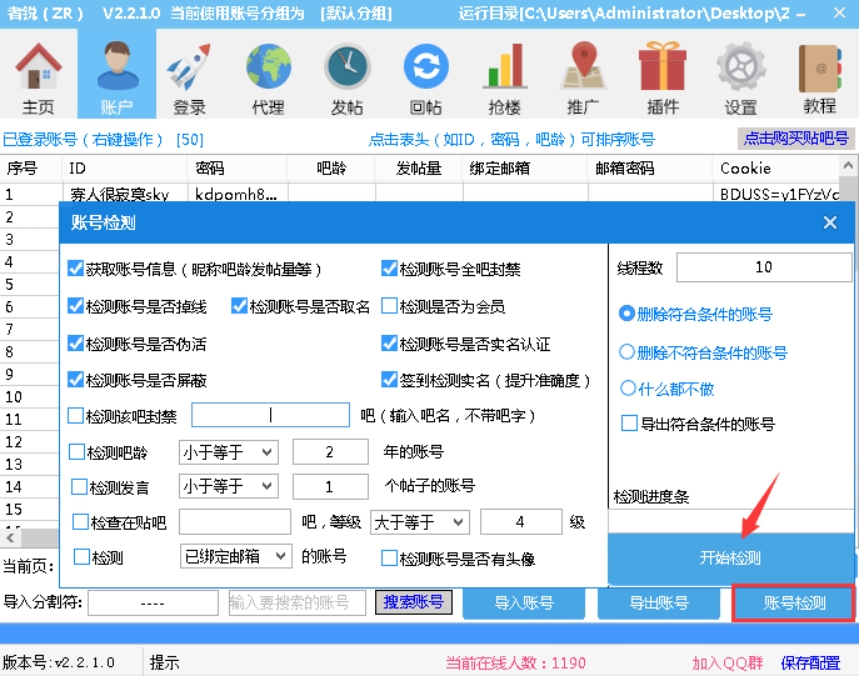 者锐（ZR） V2.2.1.0 当前使用账号分组为 [默认分组] 运行目录[C:\Users\Administrator\Desktop\Z
主页 账户 登录 代理 发帖 回帖 抢楼 推广 插件 设置 教程
已登录账号（右键操作） [50] 点击表头（如ID，密码，吧龄）可排序账号 点击购买贴吧号
序号 ID 密码 吧龄 发帖量 绑定邮箱 邮箱密码 Cookie
1 寡人很寂寞sky kdpomh8... BDUSS=y1FYzVc
2
账号检测
3
4
获取账号信息（昵称吧龄发帖量等） 检测账号全吧封禁 线程数 10
5
6
检测账号是否掉线 检测账号是否取名 检测是否为会员 删除符合条件的账号
7
8
检测账号是否伪活 检测账号是否实名认证 删除不符合条件的账号
9
检测账号是否屏蔽 签到检测实名（提升准确度） 什么都不做
10
11
检测该吧封禁 吧（输入吧名，不带吧字） 导出符合条件的账号
12
检测吧龄 小于等于 2 年的账号
13
14
检测发言 小于等于 1 个帖子的账号 检测进度条
15
检查在贴吧 吧，等级 大于等于 4 级
检测 已绑定邮箱 的账号 检测账号是否有头像 开始检测
当前页:
导入分割符: ---- 输入要搜索的账号 搜索账号 导入账号 导出账号 账号检测
版本号:v2.2.1.0 提示 当前在线人数：1190 加入QQ群 保存配置